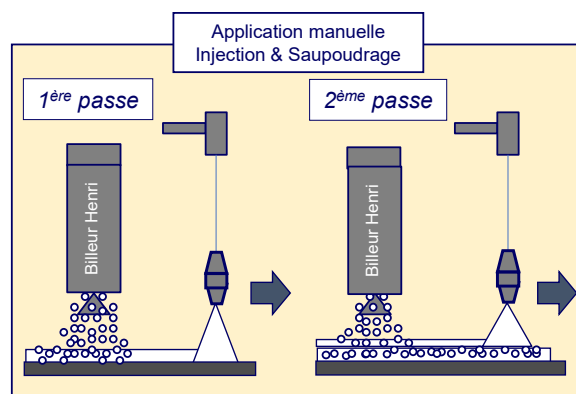 Application manuelle
Injection & Saupoudrage
1ère passe
2ème passe
Billeur Henri
Billeur Henri